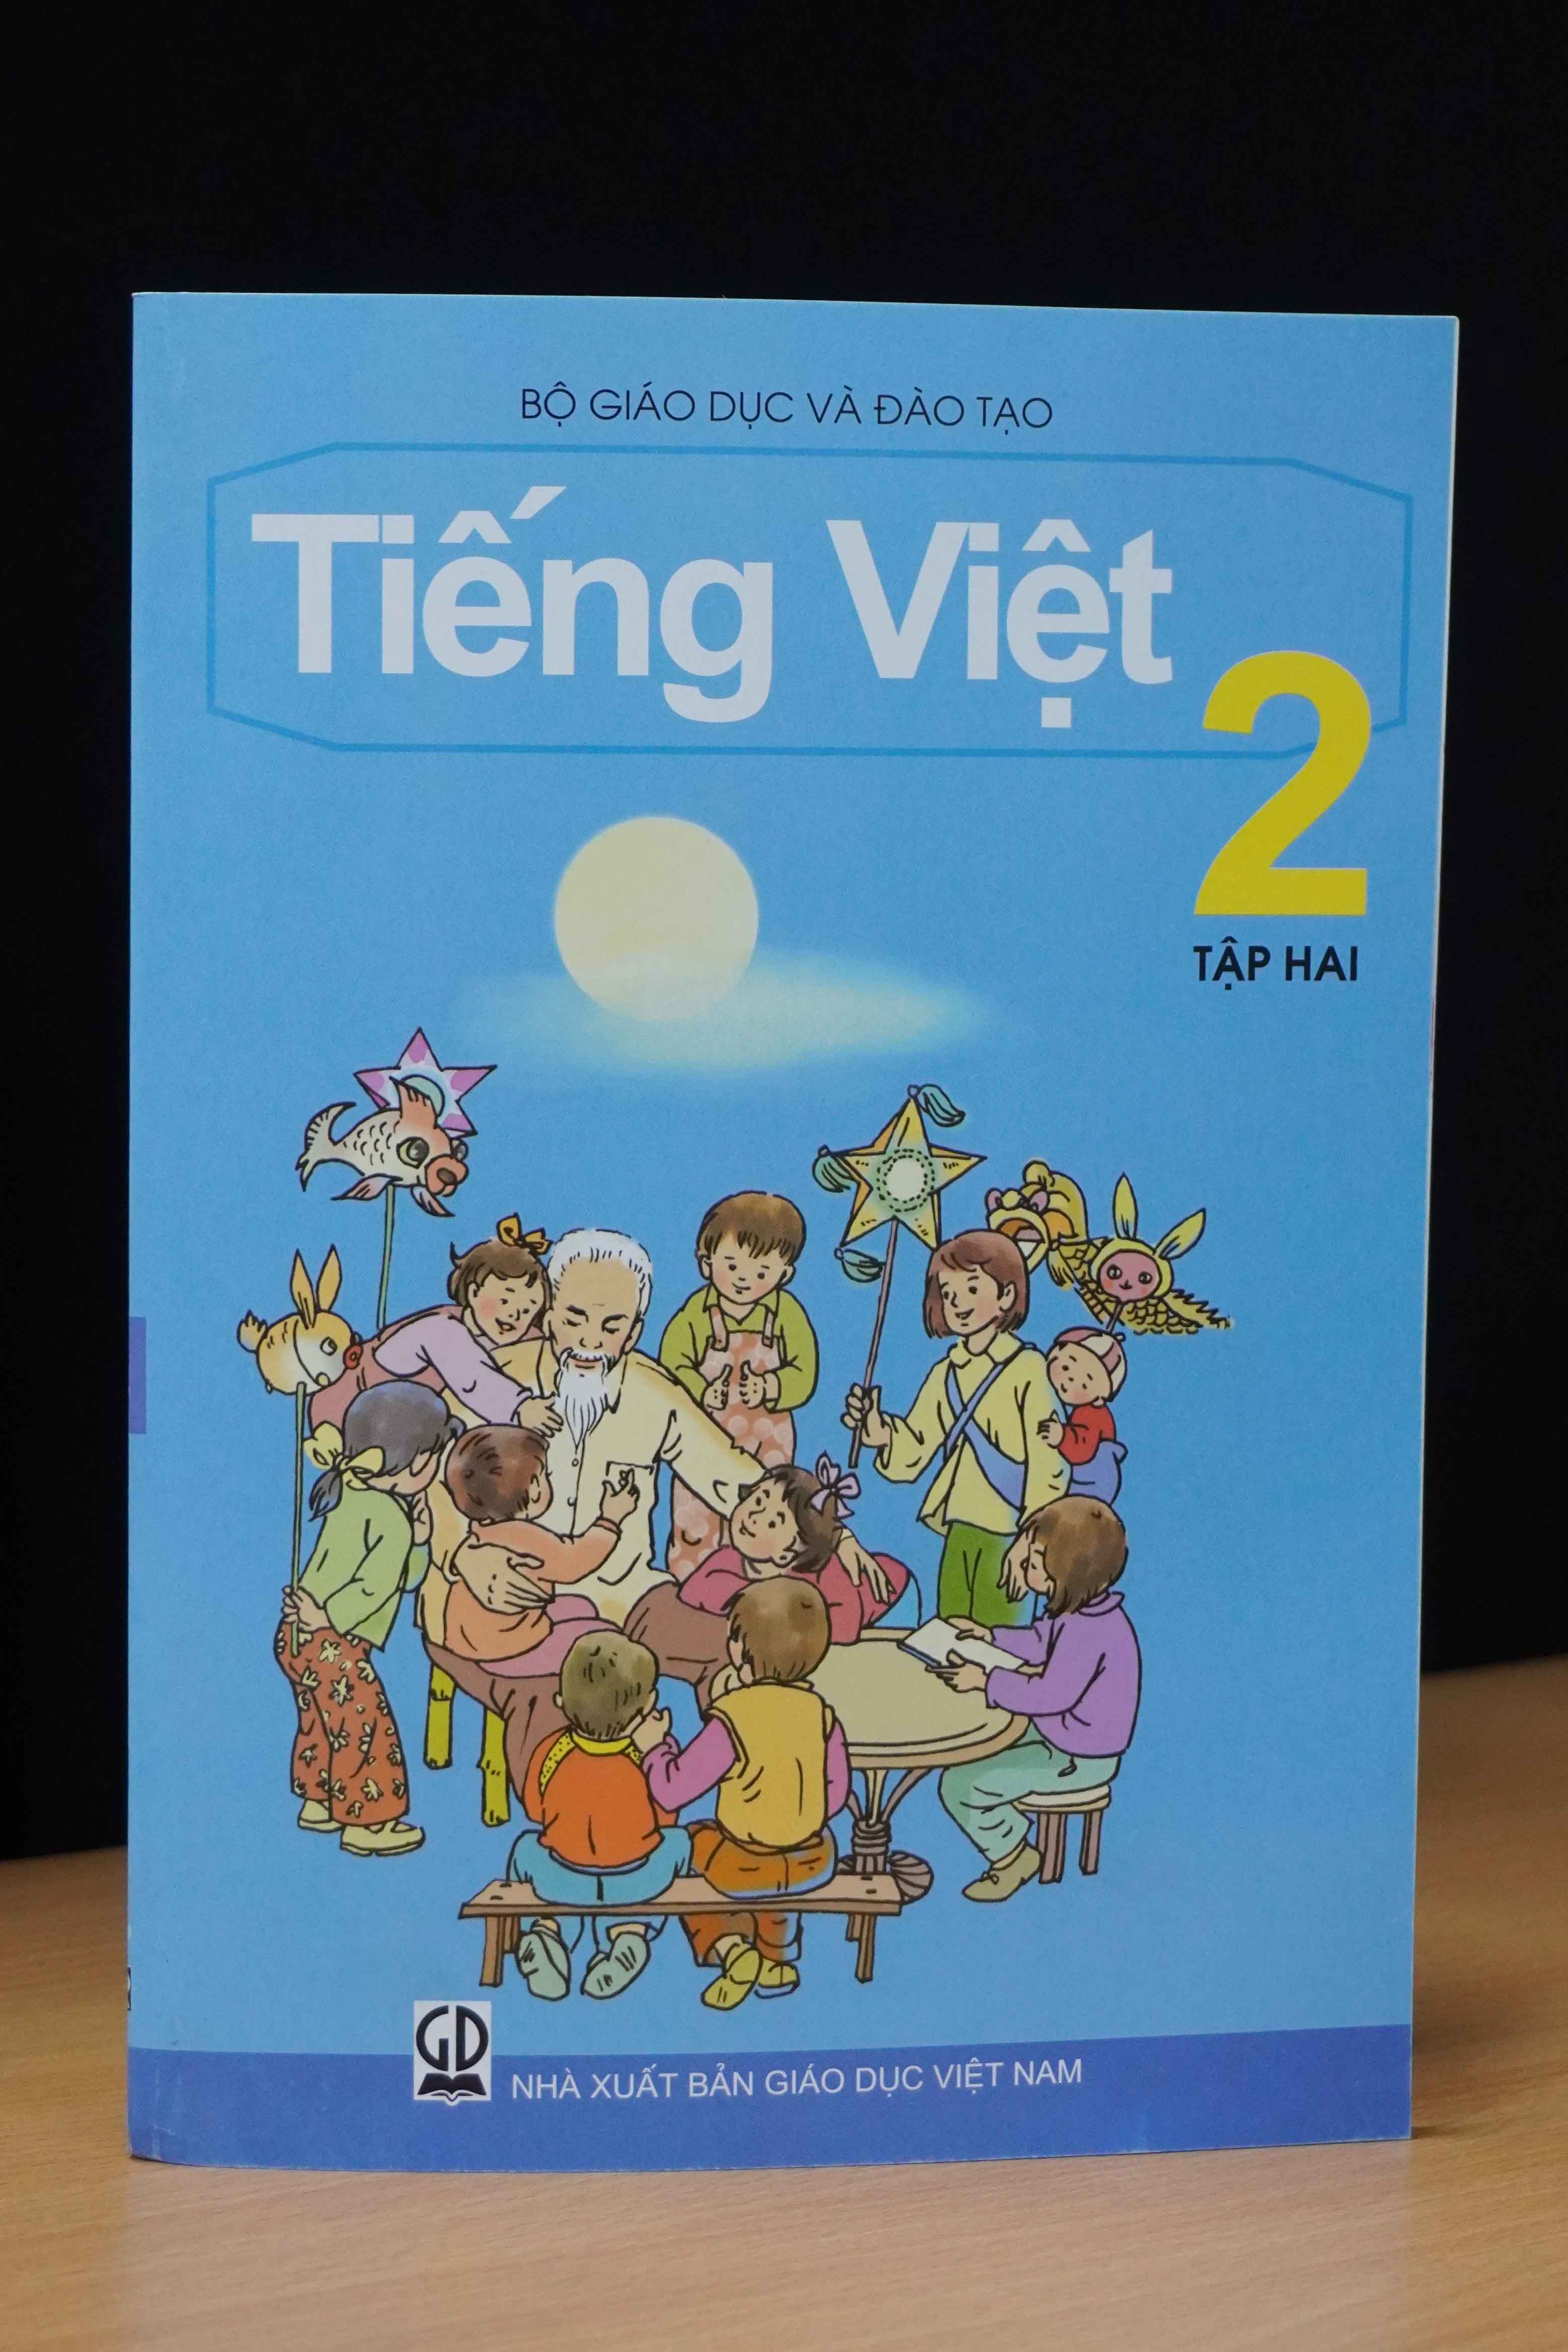 BỘ GIÁO DỤC VÀ ĐÀO TẠO
Tiếng Việt
2
TẬP HAI
GD
NHÀ XUẤT BẢN GIÁO DỤC VIỆT NAM